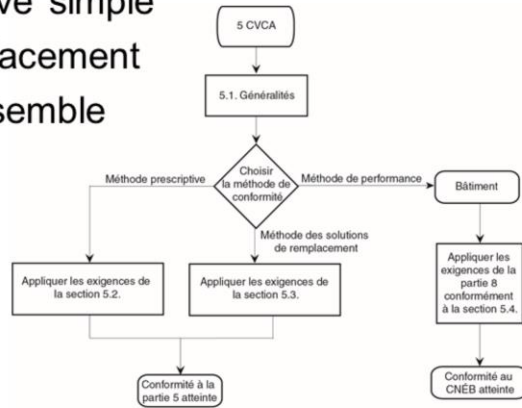 simple
5 CVCA
5.1. Généralités
Choisir
la méthode de
conformité
Méthode prescriptive
Méthode de performance
Bâtiment
Méthode des solutions
de remplacement
Appliquer les exigences de
la section 5.2.
Appliquer les exigences de
la section 5.3.
Appliquer les
exigences de la
partie 8
conformément
à la section 5.4.
Conformité à la
partie 5 atteinte
Conformité au
CNÉB atteinte